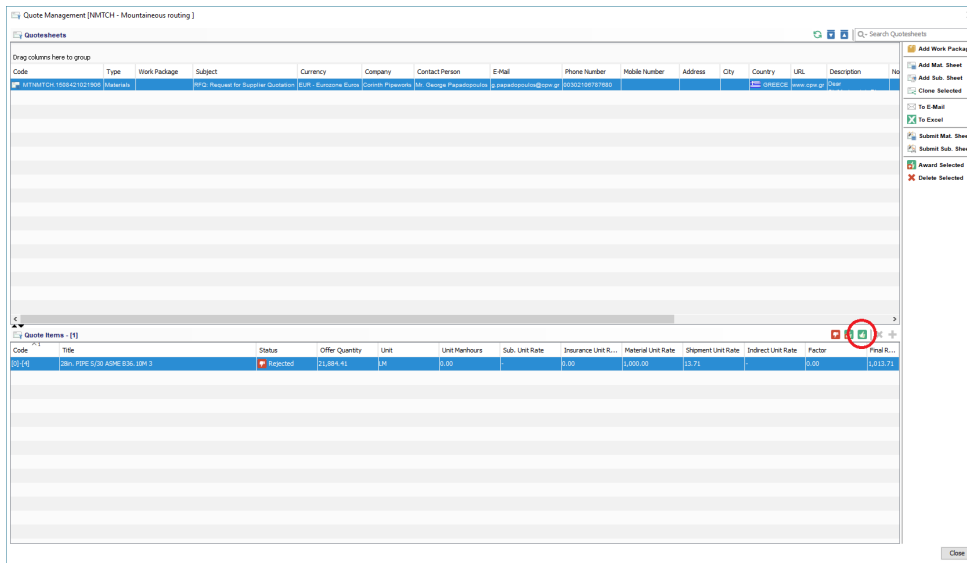 Quote Management [NMTCH - Mountaineous routing ]
Quotesheets
Q- Search Quotesheets
Drag columns here to group
Code Type Work Package Subject Currency Company Contact Person E-Mail Phone Number Mobile Number Address City Country URL Description No
MTNMTCH.1508421021906 Materials RFQ: Request for Supplier Quotation EUR - Eurozone Euros Corinth Pipeworks Mr. George Papadopoulos g.papadopoulos@cpw.gr 00302106787680 GREECE www.cpw.gr Dear
Add Work Packag
Add Mat. Sheet
Add Sub. Sheet
Clone Selected
To E-Mail
To Excel
Submit Mat. Shee
Submit Sub. Shee
Award Selected
Delete Selected
Quote Items - [1]
Code Title Status Offer Quantity Unit Unit Manhours Sub. Unit Rate Insurance Unit R... Material Unit Rate Shipment Unit Rate Indirect Unit Rate Factor Final R...
[0]-[4] 28in. PIPE S/30 ASME B36.10M 3 Rejected 21,884.41 LM 0.00 - 0.00 1,000.00 13.71 - 0.00 1,013.71
Close